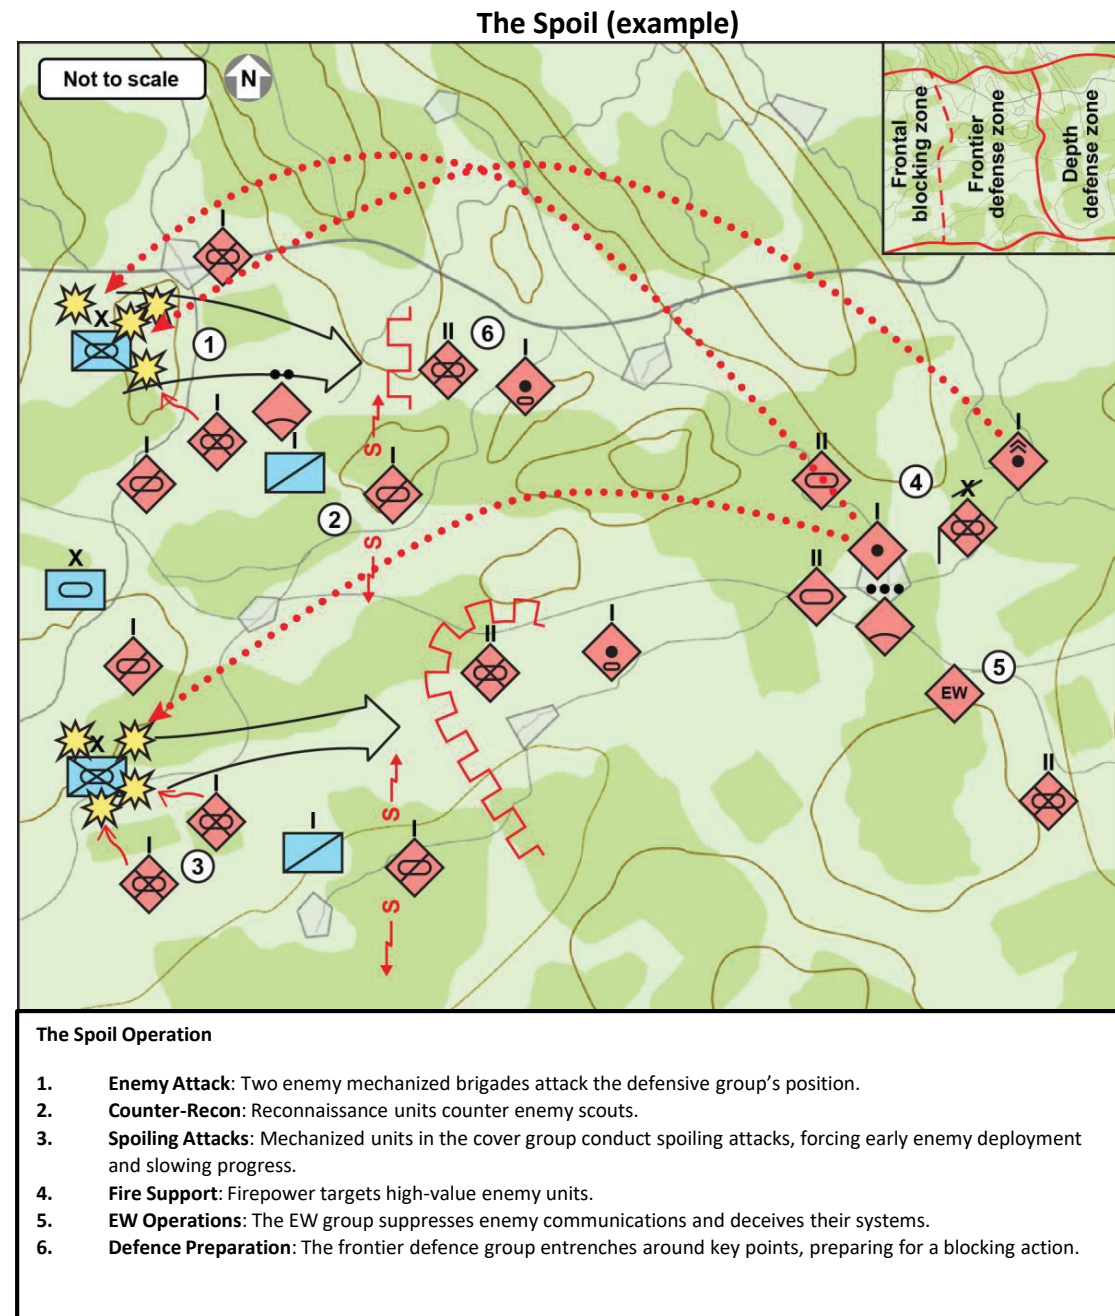 The Spoil (example)
Not to scale
N
Frontal
blocking zone
Frontier
defense zone
Depth
defense zone
I
X
1
II
6
I
I
I
I
S
I
2
II
4
I
X
I
S
X
II
I
I
II
I
5
EW
X
II
I
S
I
I
I
3
S
The Spoil Operation
1. Enemy Attack: Two enemy mechanized brigades attack the defensive group's position.
2. Counter-Recon: Reconnaissance units counter enemy scouts.
3. Spoiling Attacks: Mechanized units in the cover group conduct spoiling attacks, forcing early enemy deployment
and slowing progress.
4. Fire Support: Firepower targets high-value enemy units.
5. EW Operations: The EW group suppresses enemy communications and deceives their systems.
6. Defence Preparation: The frontier defence group entrenches around key points, preparing for a blocking action.